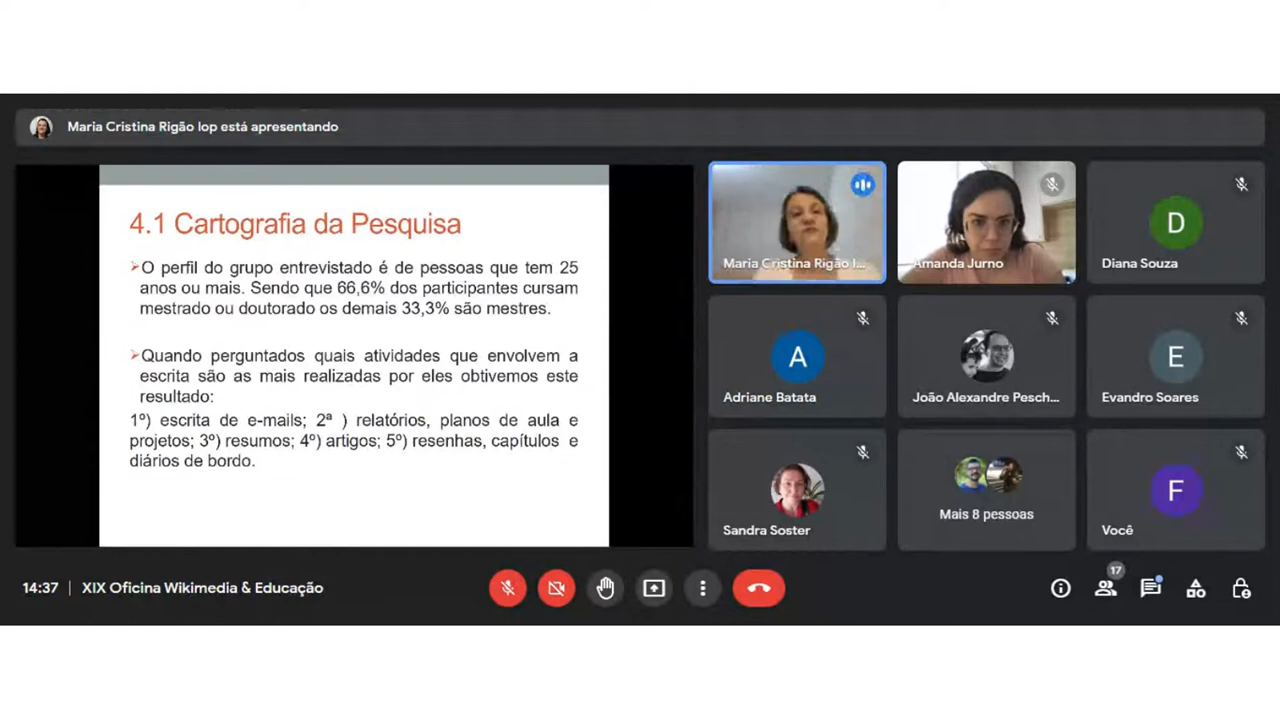 Maria Cristina Rigão Iop está apresentando
4.1 Cartografia da Pesquisa
➢O perfil do grupo entrevistado é de pessoas que tem 25
anos ou mais. Sendo que 66,6% dos participantes cursam
mestrado ou doutorado os demais 33,3% são mestres.
➢Quando perguntados quais atividades que envolvem a
escrita são as mais realizadas por eles obtivemos este
resultado:
1º) escrita de e-mails; 2ª ) relatórios, planos de aula e
projetos; 3º) resumos; 4º) artigos; 5º) resenhas, capítulos e
diários de bordo.
Maria Cristina Rigão I...
Amanda Jurno
D
Diana Souza
A
Adriane Batata
João Alexandre Pesch...
E
Evandro Soares
Sandra Soster
Mais 8 pessoas
F
Você
14:37 | XIX Oficina Wikimedia & Educação
17